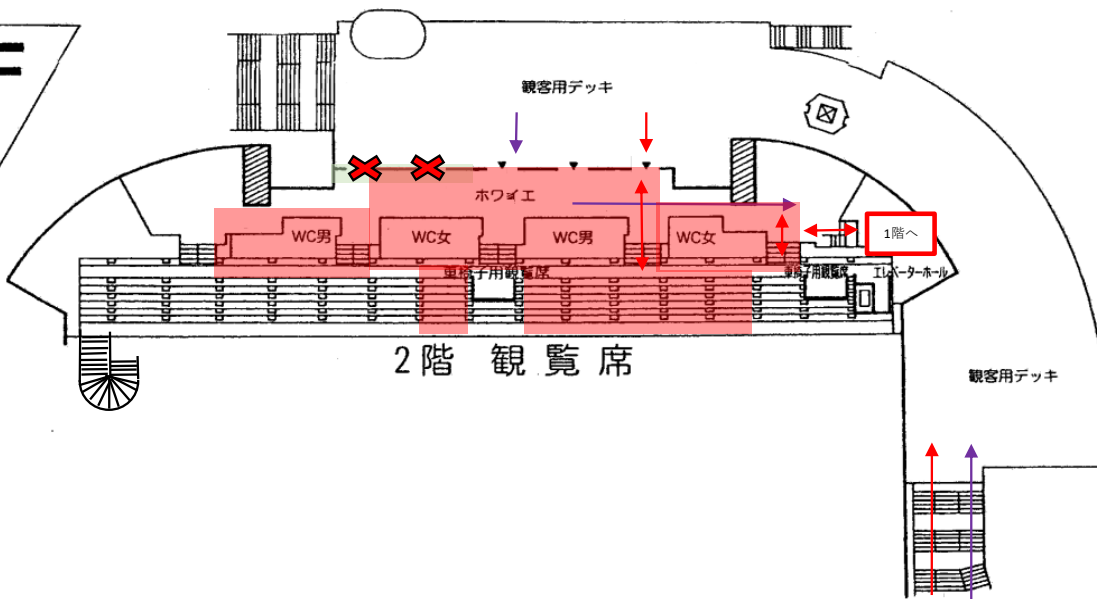 観客用デッキ
ホワイエ
WC男
WC女
WC男
WC女
1階へ
車椅子用観覧席
車椅子用観覧席
エレベーターホール
2階 観覧席
観客用デッキ